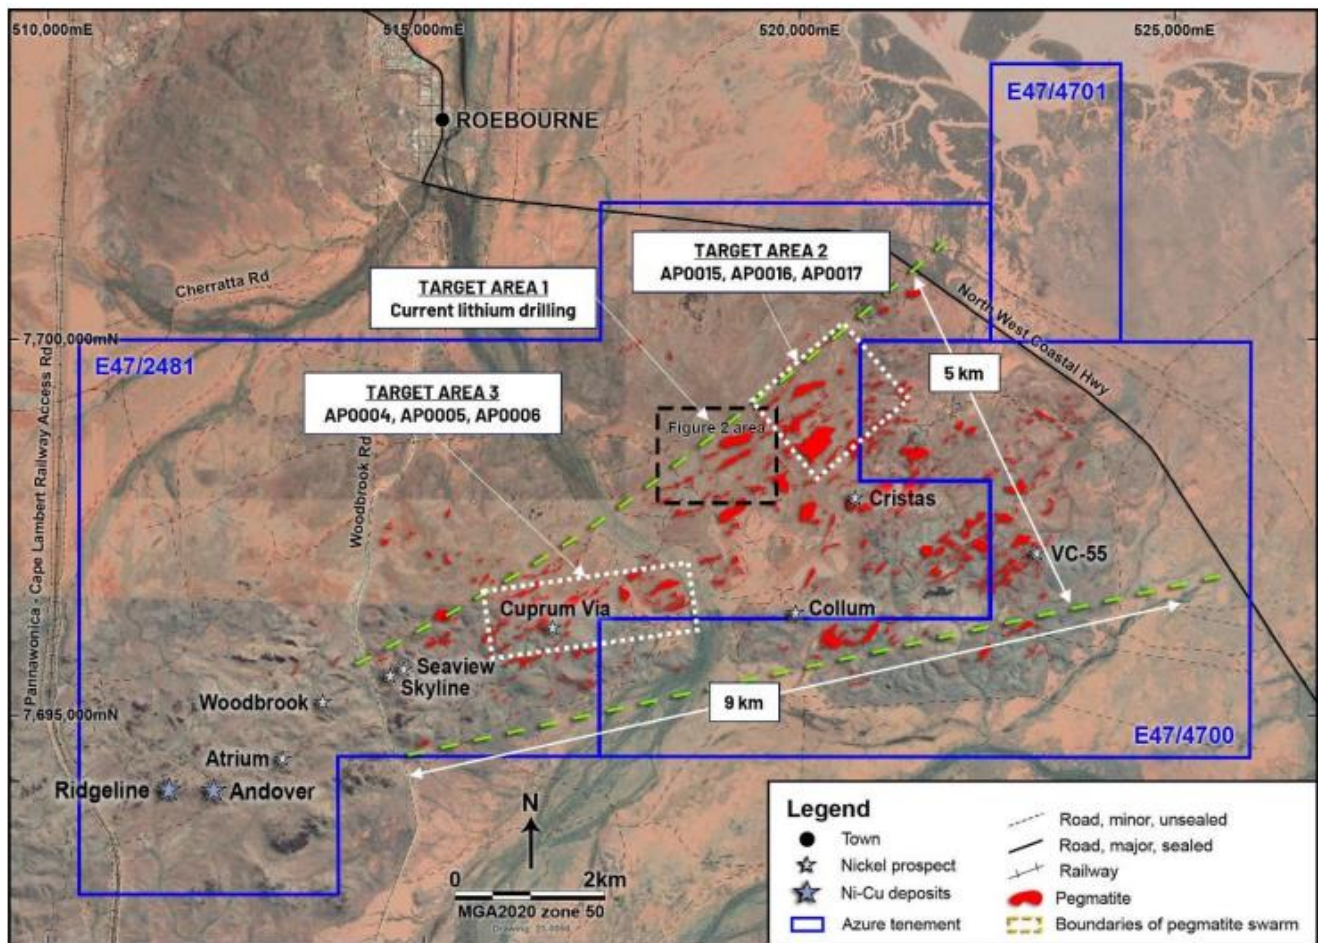 510,000mE
515,000mE
520,000mE
525,000mE
E47/4701
ROEBOURNE
TARGET AREA 2
AP0015, AP0016, AP0017
Cherratta Rd
TARGET AREA 1
Current lithium drilling
North West Coastal Hwy
7,700,000mN
E47/2481
5 km
TARGET AREA 3
AP0004, AP0005, AP0006
Figure 2 area
Pannawonica - Cape Lambert Railway Access Rd
Woodbrook Rd
Cristas
VC-55
Cuprum Via
Collum
Seaview
Skyline
Woodbrook
9 km
7,695,000mN
E47/4700
Atrium
Ridgeline
Andover
N
0 2km
MGA2020 zone 50
Legend
Town
Nickel prospect
Ni-Cu deposits
Azure tenement
Road, minor, unsealed
Road, major, sealed
Railway
Pegmatite
Boundaries of pegmatite swarm